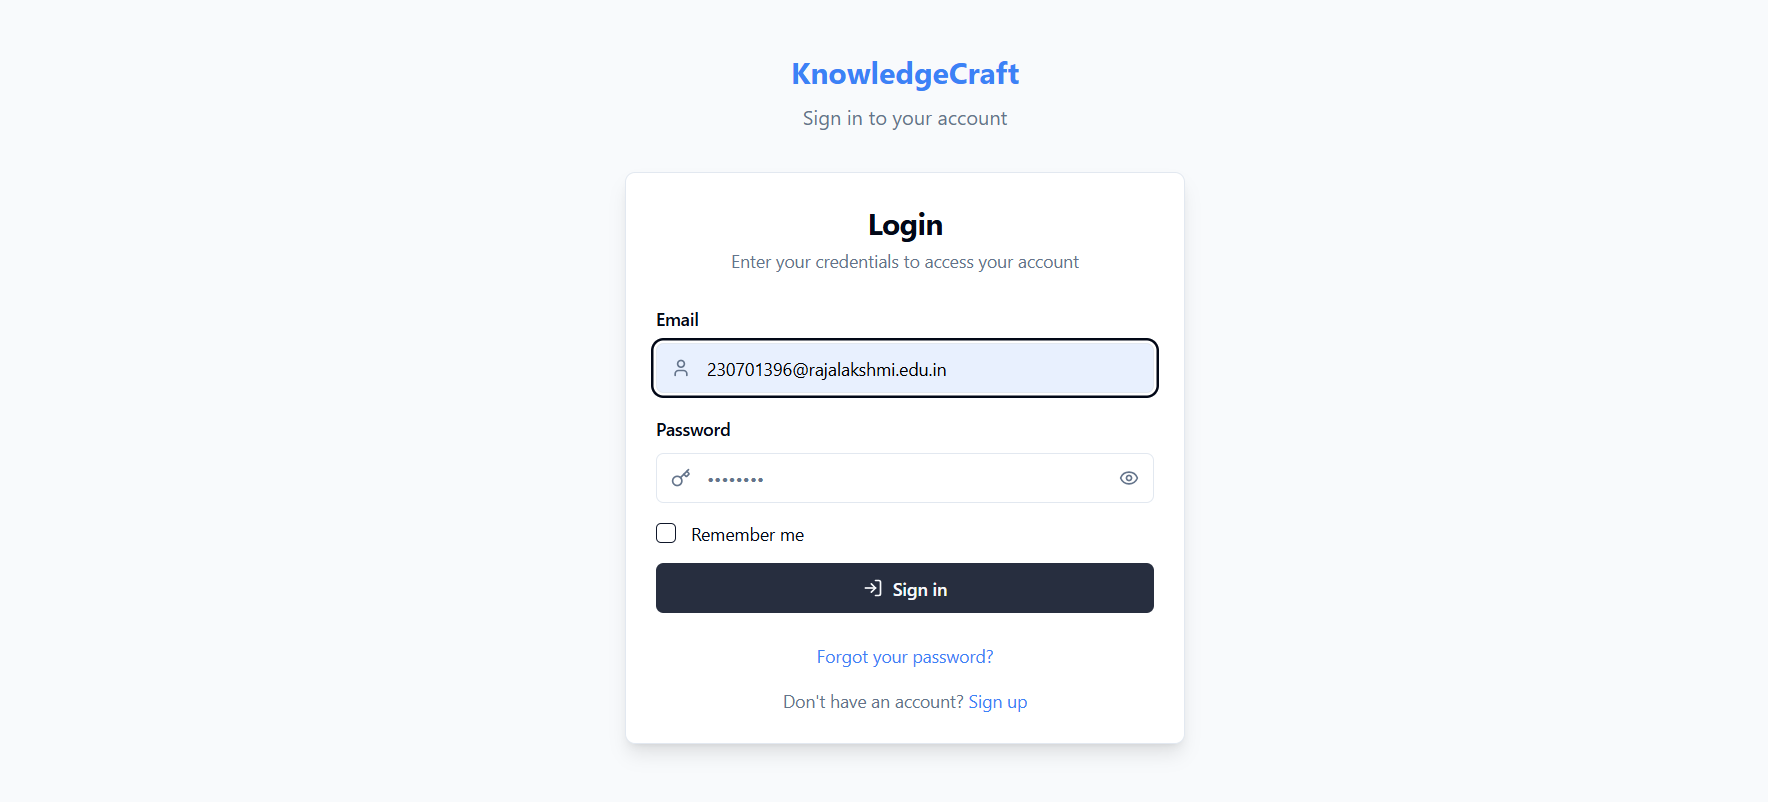 KnowledgeCraft
Sign in to your account
Login
Enter your credentials to access your account
Email
230701396@rajalakshmi.edu.in
Password
••••••••
Remember me
Sign in
Forgot your password?
Don't have an account? Sign up